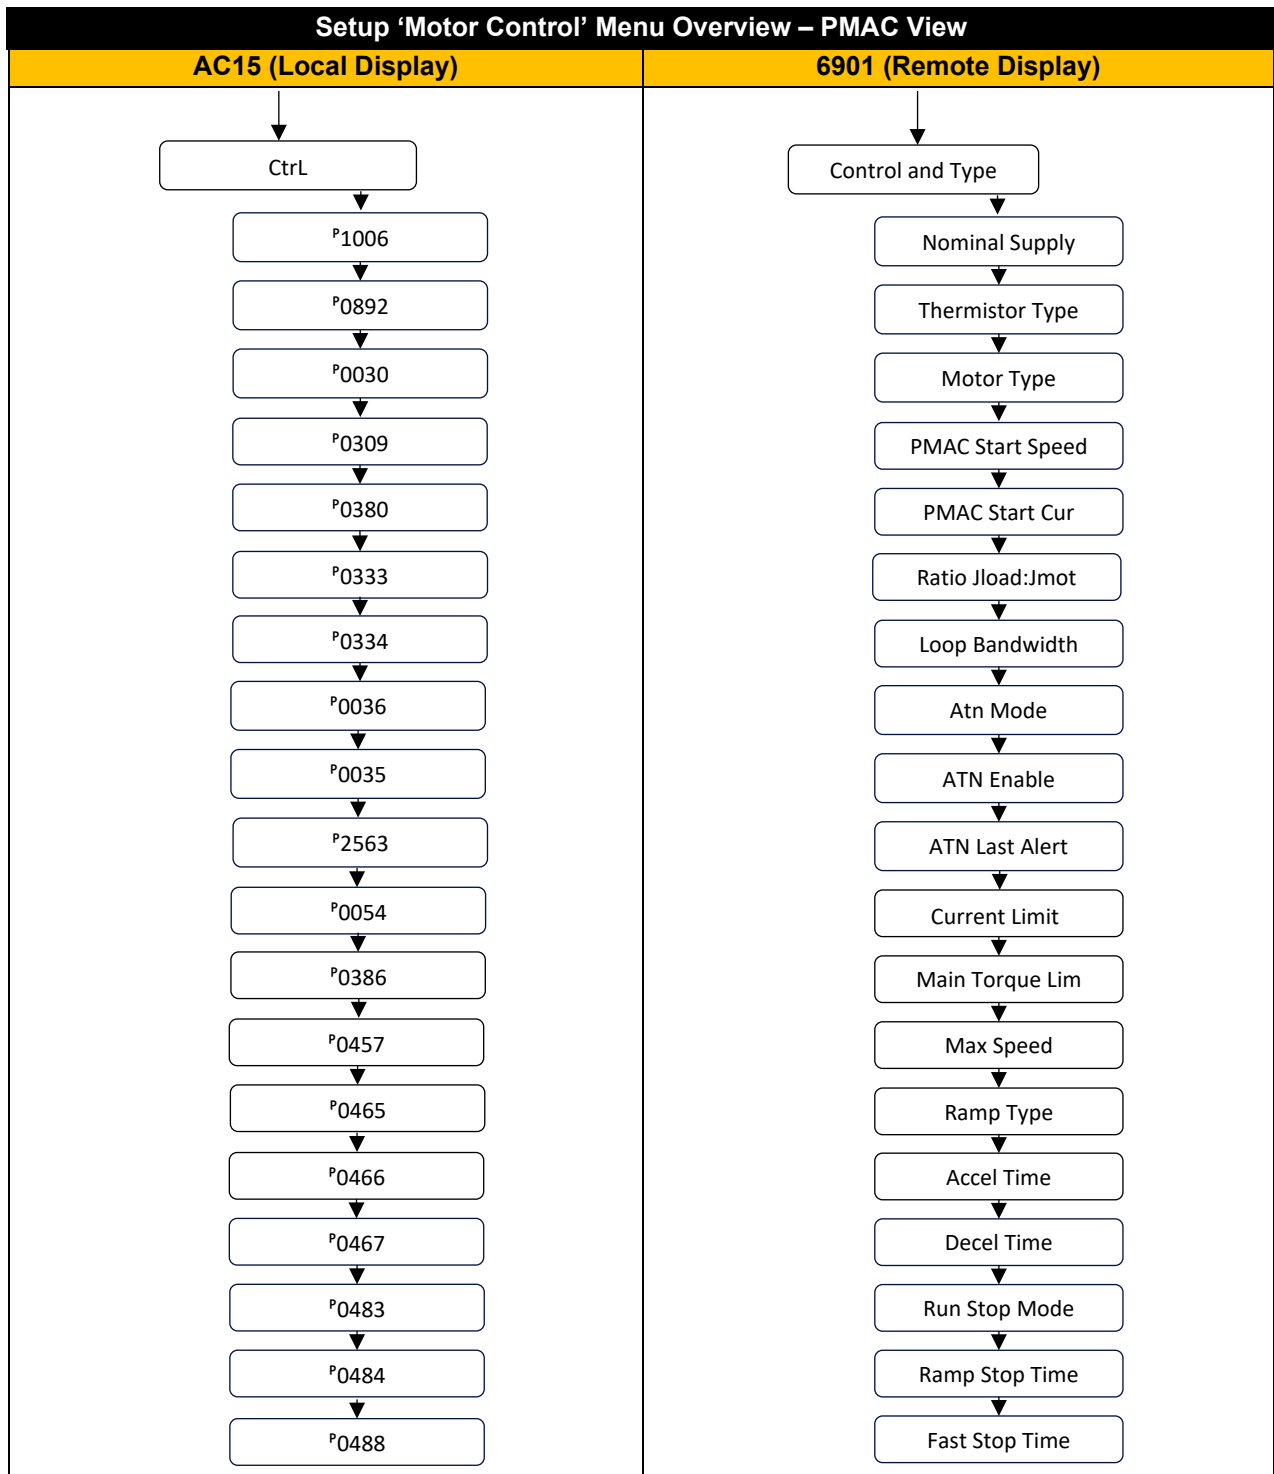 Setup ‘Motor Control’ Menu Overview – PMAC View
AC15 (Local Display)
6901 (Remote Display)
CtrL
ᴾ1006
ᴾ0892
ᴾ0030
ᴾ0309
ᴾ0380
ᴾ0333
ᴾ0334
ᴾ0036
ᴾ0035
ᴾ2563
ᴾ0054
ᴾ0386
ᴾ0457
ᴾ0465
ᴾ0466
ᴾ0467
ᴾ0483
ᴾ0484
ᴾ0488
Control and Type
Nominal Supply
Thermistor Type
Motor Type
PMAC Start Speed
PMAC Start Cur
Ratio Jload:Jmot
Loop Bandwidth
Atn Mode
ATN Enable
ATN Last Alert
Current Limit
Main Torque Lim
Max Speed
Ramp Type
Accel Time
Decel Time
Run Stop Mode
Ramp Stop Time
Fast Stop Time